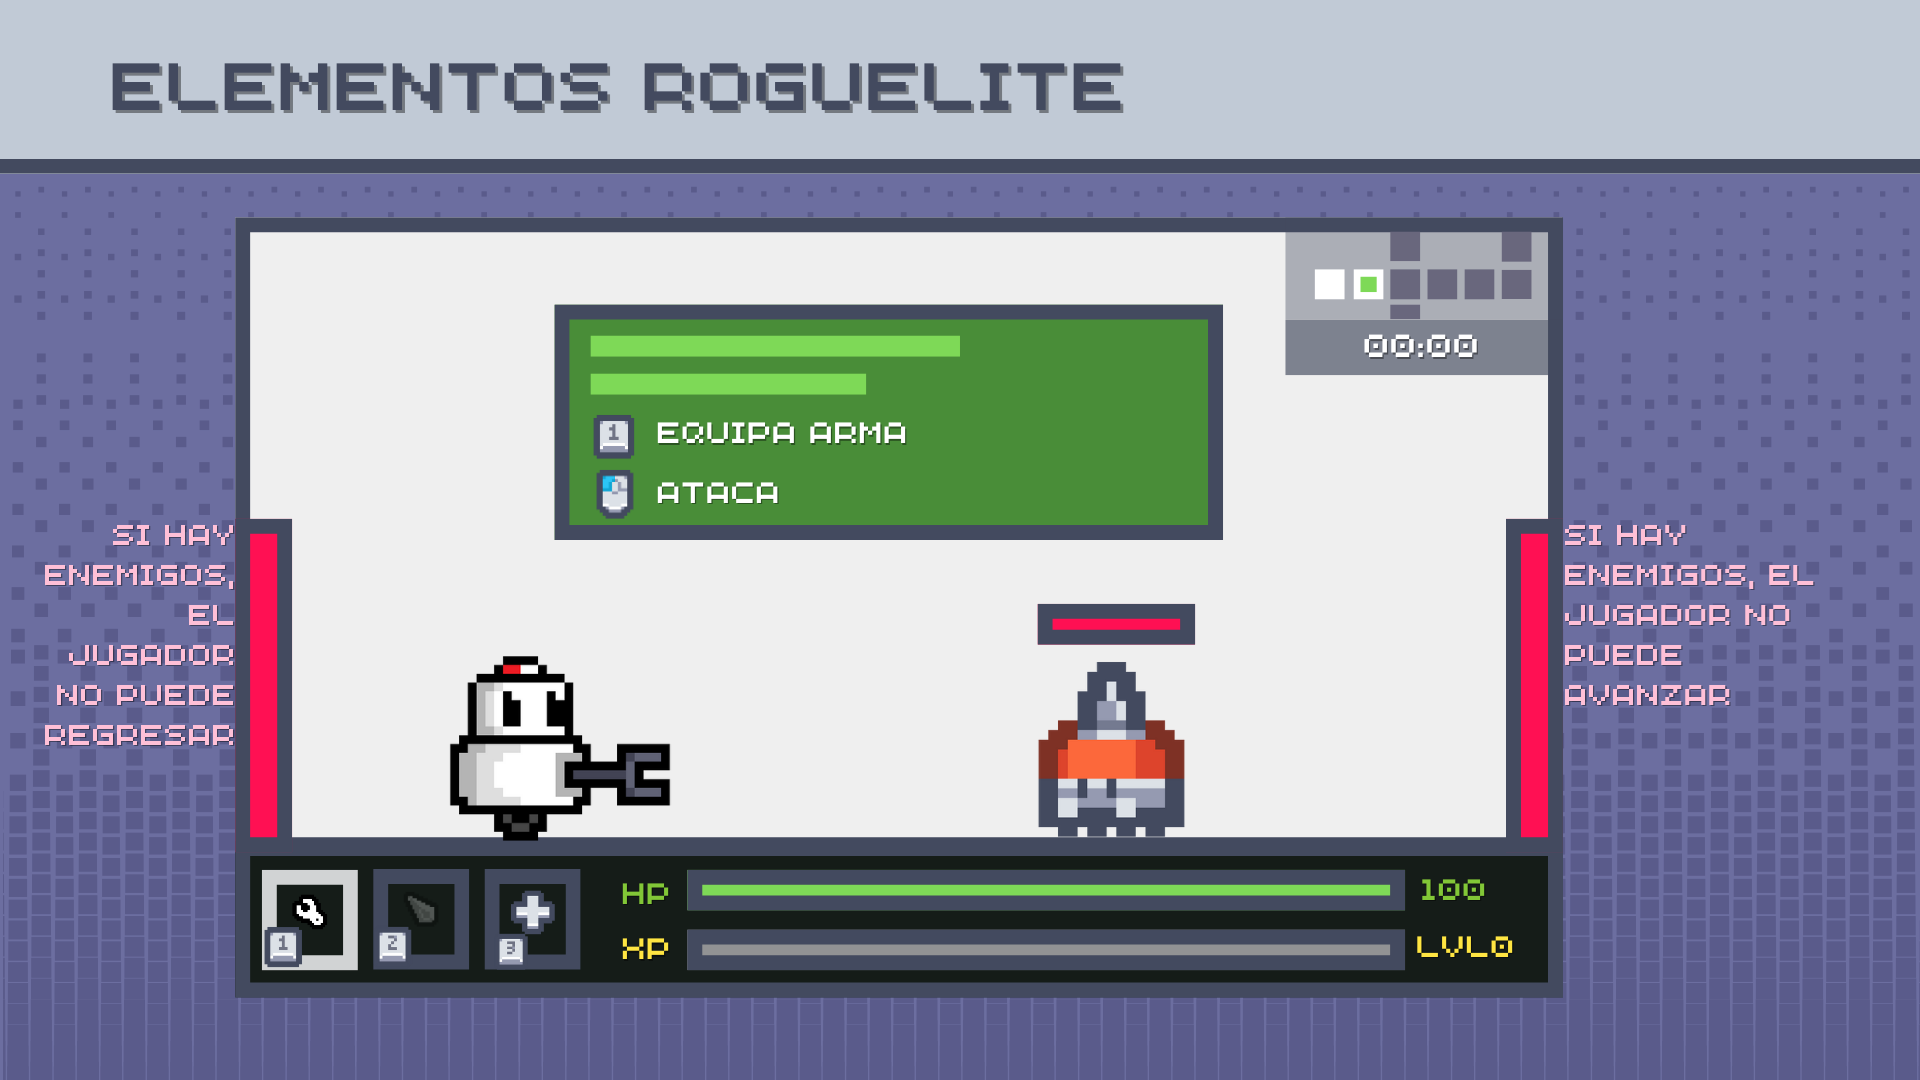 ELEMENTOS ROGUELITE
00:00
1 EQUIPA ARMA
ATACA
SI HAY
ENEMIGOS,
EL
JUGADOR
NO PUEDE
REGRESAR
SI HAY
ENEMIGOS, EL
JUGADOR NO
PUEDE
AVANZAR
HP 100
XP LVL0
1 2 3